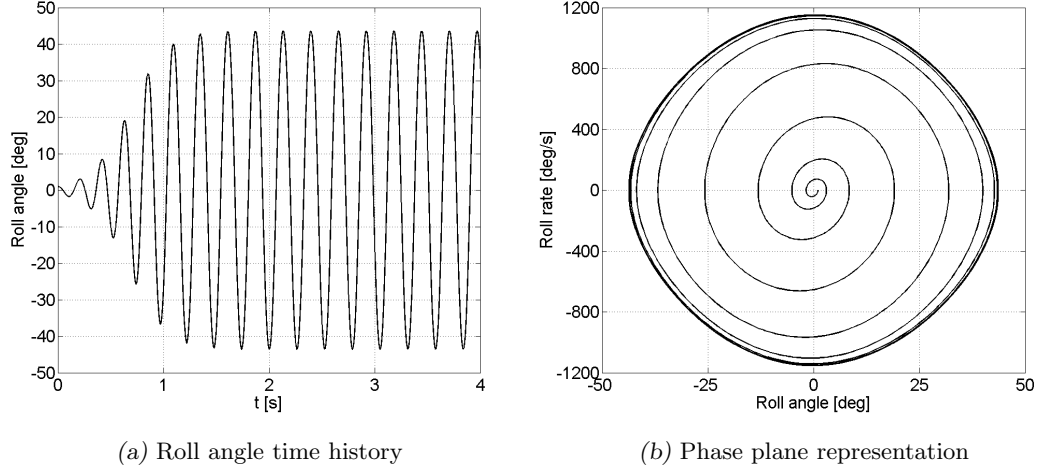 50
40
30
20
10
0
-10
-20
-30
-40
-50
Roll angle [deg]
0 1 2 3 4
t [s]
(a) Roll angle time history
1200
800
400
0
-400
-800
-1200
Roll rate [deg/s]
-50 -25 0 25 50
Roll angle [deg]
(b) Phase plane representation